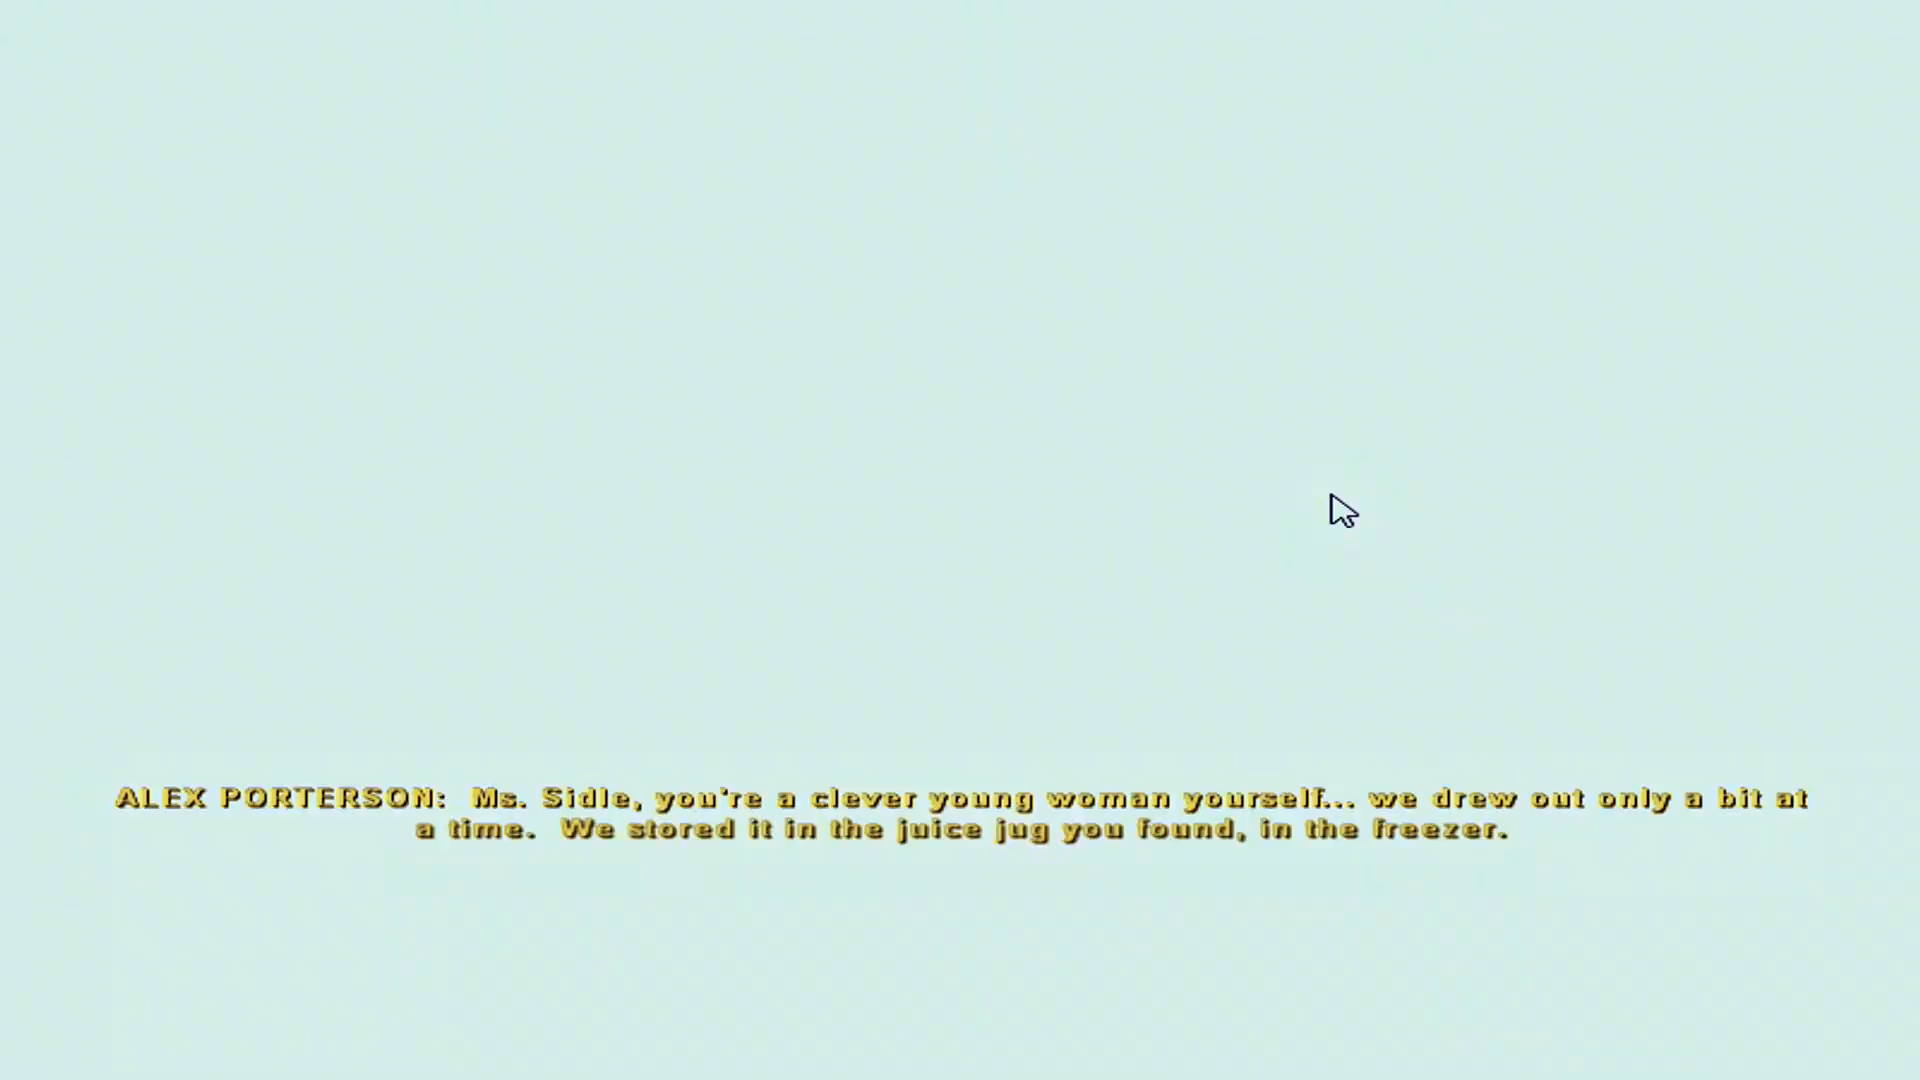 ALEX PORTERSON:  Ms. Sidle, you're a clever young woman yourself... we drew out only a bit at
a time.  We stored it in the juice jug you found, in the freezer.